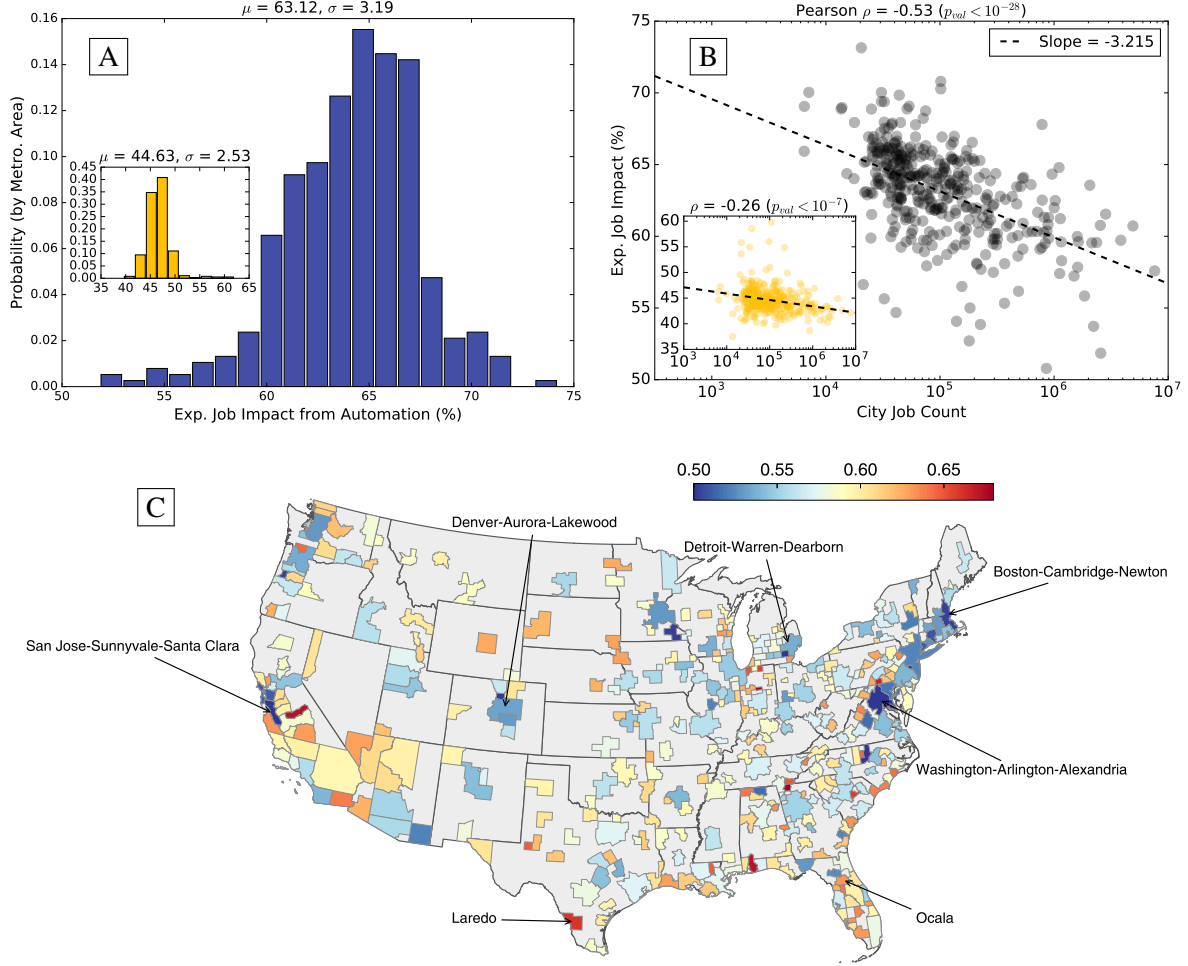 μ = 63.12, σ = 3.19
A
0.16
0.14
0.12
0.10
0.08
0.06
0.04
0.02
0.00
50
55
60
65
70
75
Probability (by Metro. Area)
Exp. Job Impact from Automation (%)
μ = 44.63, σ = 2.53
0.45
0.40
0.35
0.30
0.25
0.20
0.15
0.10
0.05
0.00
35 40 45 50 55 60 65
Pearson ρ = -0.53 (p_val < 10^-28)
B
Slope = -3.215
75
70
65
60
55
50
10^3 10^4 10^5 10^6 10^7
Exp. Job Impact (%)
City Job Count
ρ = -0.26 (p_val < 10^-7)
60
55
50
45
40
35
10^3 10^4 10^5 10^6 10^7
C
0.50 0.55 0.60 0.65
Denver-Aurora-Lakewood
Detroit-Warren-Dearborn
Boston-Cambridge-Newton
San Jose-Sunnyvale-Santa Clara
Washington-Arlington-Alexandria
Laredo
Ocala